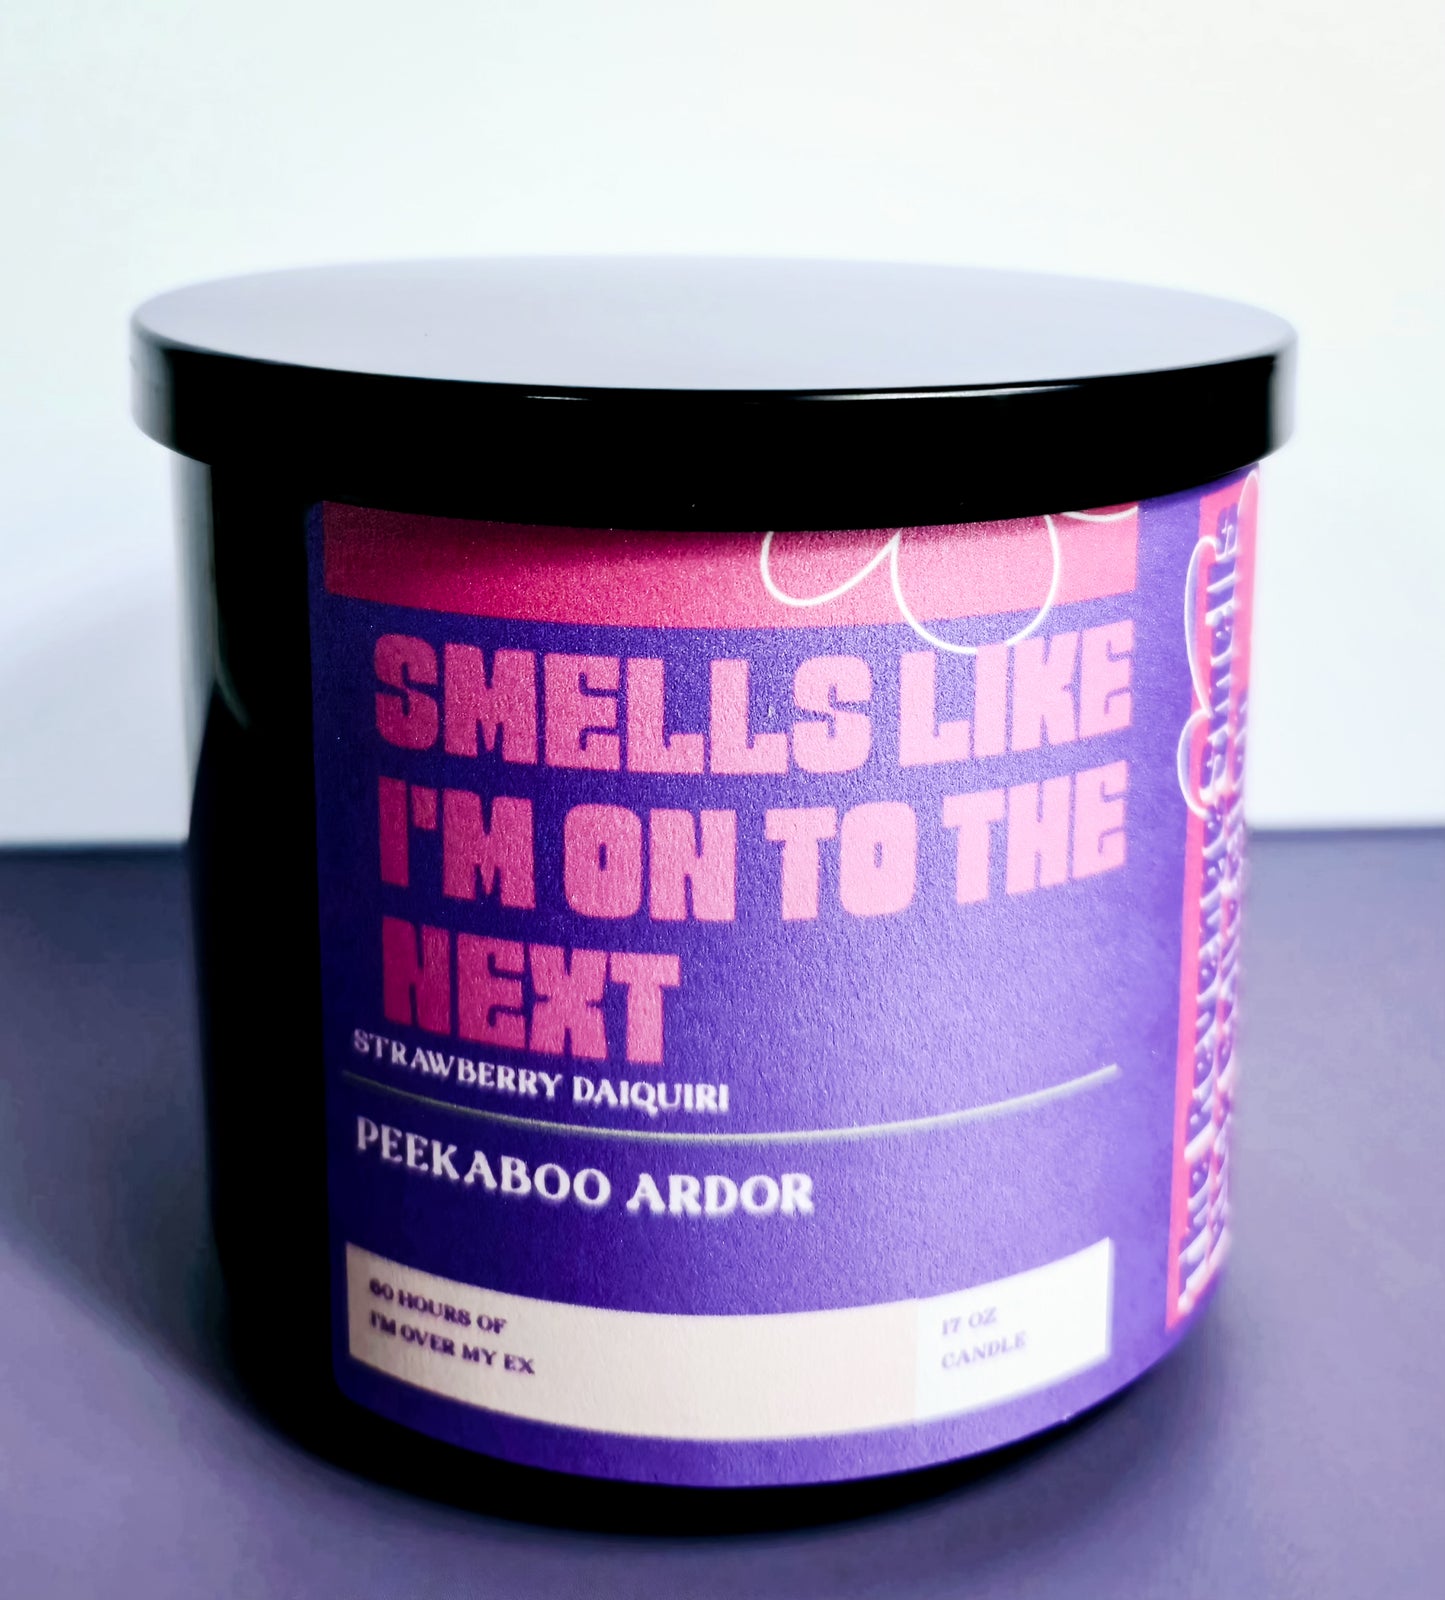 SMELLS LIKE
I'M ON TO THE
NEXT
STRAWBERRY DAIQUIRI
PEEKABOO ARDOR
60 HOURS OF
I'M OVER MY EX
17 OZ
CANDLE
smells